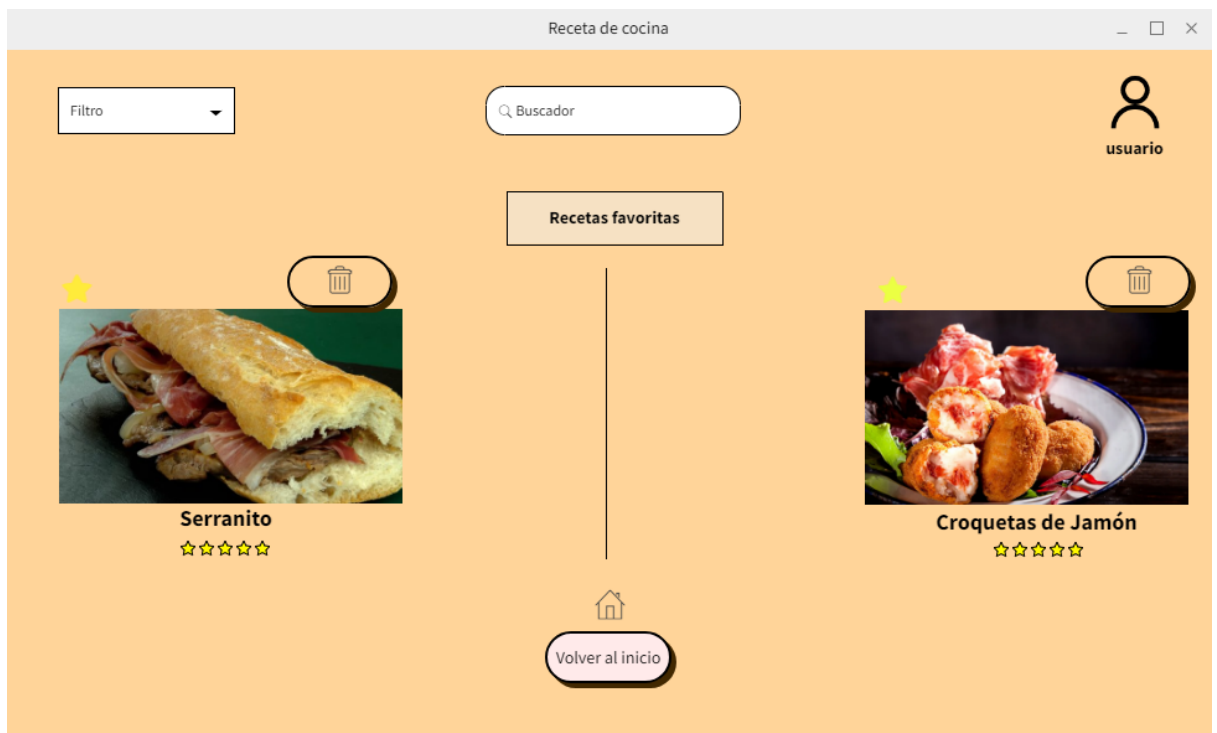 Receta de cocina
Filtro
Buscador
usuario
Recetas favoritas
Serranito
Croquetas de Jamón
Volver al inicio